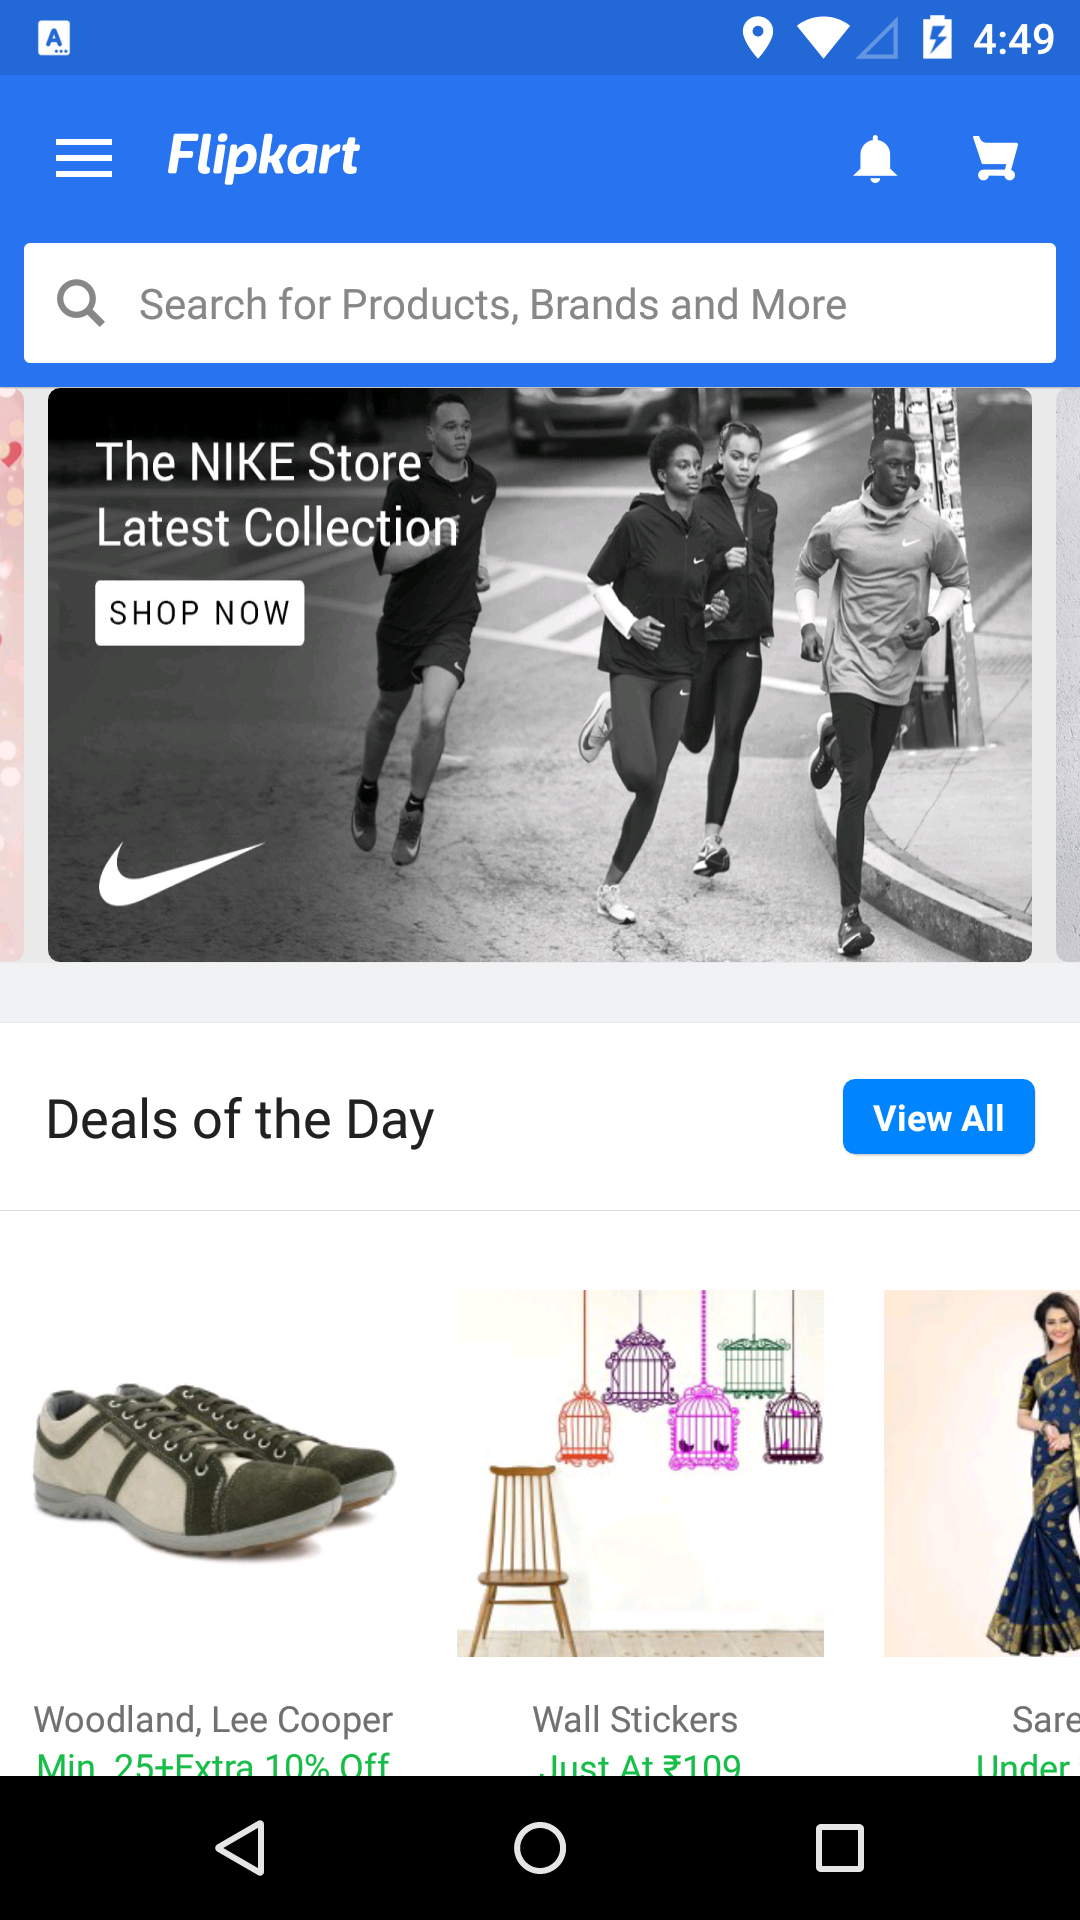 A
4:49
Flipkart
Search for Products, Brands and More
The NIKE Store
Latest Collection
SHOP NOW
Deals of the Day
View All
Woodland, Lee Cooper
Wall Stickers
Sare
Min. 25+Extra 10% Off
Just At ₹109
Under